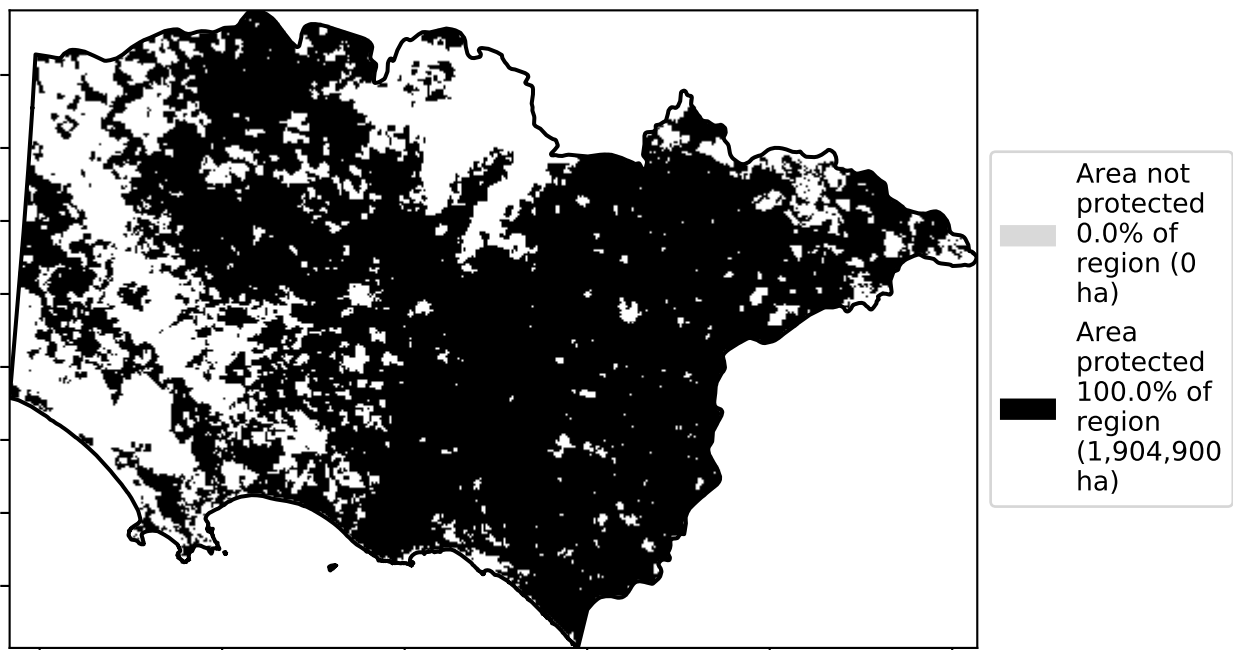 Area not
protected
0.0% of
region (0
ha)
Area
protected
100.0% of
region
(1,904,900
ha)